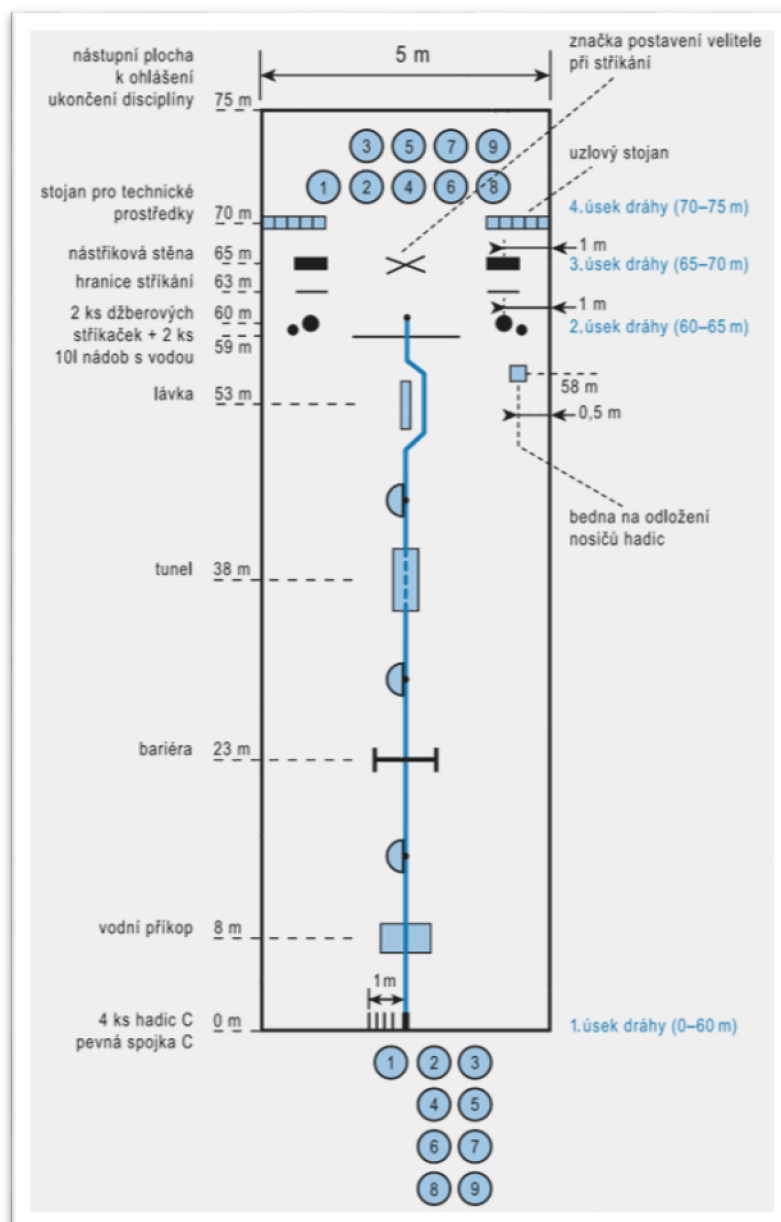 nástupní plocha
k ohlášení
ukončení disciplíny
75 m
5 m
značka postavení velitele
při stříkání
3
5
7
9
1
2
4
6
8
uzlový stojan
stojan pro technické
prostředky
70 m
4.úsek dráhy (70–75 m)
nástřiková stěna
65 m
1 m
3.úsek dráhy (65–70 m)
hranice stříkání
63 m
2 ks džberových
stříkaček + 2 ks
10l nádob s vodou
60 m
59 m
1 m
2.úsek dráhy (60–65 m)
58 m
lávka
53 m
0,5 m
bedna na odložení
nosičů hadic
tunel
38 m
bariéra
23 m
vodní příkop
8 m
1 m
4 ks hadic C
pevná spojka C
0 m
1.úsek dráhy (0–60 m)
1
2
3
4
5
6
7
8
9